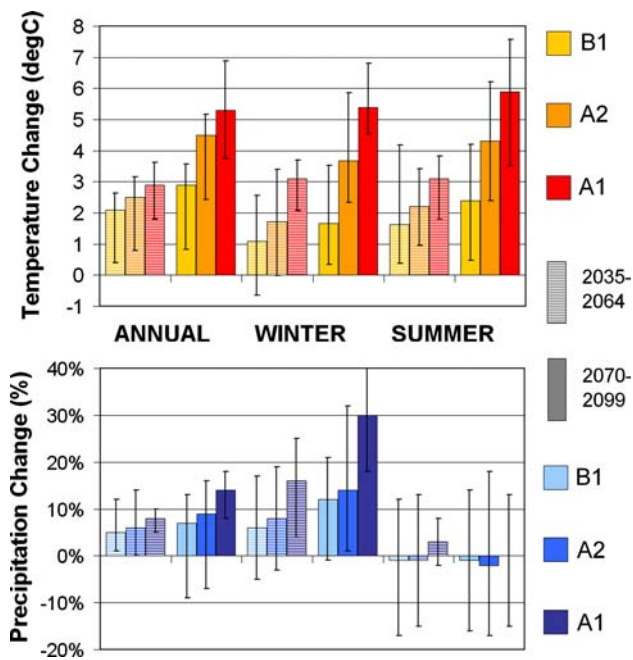 Temperature Change (degC)
8
7
6
5
4
3
2
1
0
-1
ANNUAL WINTER SUMMER
B1
A2
A1
2035-
2064
2070-
2099
Precipitation Change (%)
40%
30%
20%
10%
0%
-10%
-20%
B1
A2
A1